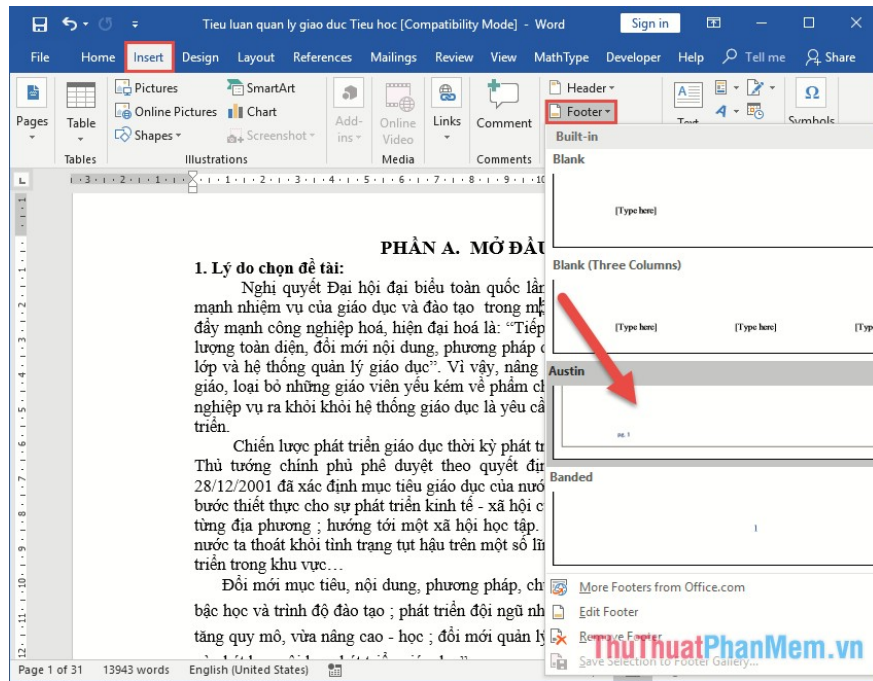 Tieu luan quan ly giao duc Tieu hoc [Compatibility Mode] - Word Sign in
File Home Insert Design Layout References Mailings Review View MathType Developer Help Tell me Share
Pages
Table
Pictures
Online Pictures
Shapes
SmartArt
Chart
Screenshot
Add-
ins
Online
Video
Links
Comment
Header
Footer
Text
Symbols
Tables Illustrations Media Comments
Built-in
Blank
[Type here]
Blank (Three Columns)
[Type here] [Type here] [Typ
Austin
pg. 1
Banded
1
More Footers from Office.com
Edit Footer
Remove Footer
Save Selection to Footer Gallery...
PHẦN A. MỞ ĐẦU
1. Lý do chọn đề tài:
Nghị quyết Đại hội đại biểu toàn quốc lần
mạnh nhiệm vụ của giáo dục và đào tạo trong
đẩy mạnh công nghiệp hoá, hiện đại hoá là: “Tiếp
lượng toàn diện, đổi mới nội dung, phương pháp
lớp và hệ thống quản lý giáo dục”. Vì vậy, nâng
giáo, loại bỏ những giáo viên yếu kém về phẩm
nghiệp vụ ra khỏi khỏi hệ thống giáo dục là yêu cầ
triển.
Chiến lược phát triển giáo dục thời kỳ phát tr
Thủ tướng chính phủ phê duyệt theo quyết địn
28/12/2001 đã xác định mục tiêu giáo dục của nướ
bước thiết thực cho sự phát triển kinh tế - xã hội c
từng địa phương ; hướng tới một xã hội học tập.
nước ta thoát khỏi tình trạng tụt hậu trên một số lĩn
triển trong khu vực…
Đổi mới mục tiêu, nội dung, phương pháp, ch
bậc học và trình độ đào tạo ; phát triển đội ngũ nh
tăng quy mô, vừa nâng cao - học ; đổi mới quản lý
Page 1 of 31 13943 words English (United States)
ThuThuatPhanMem.vn